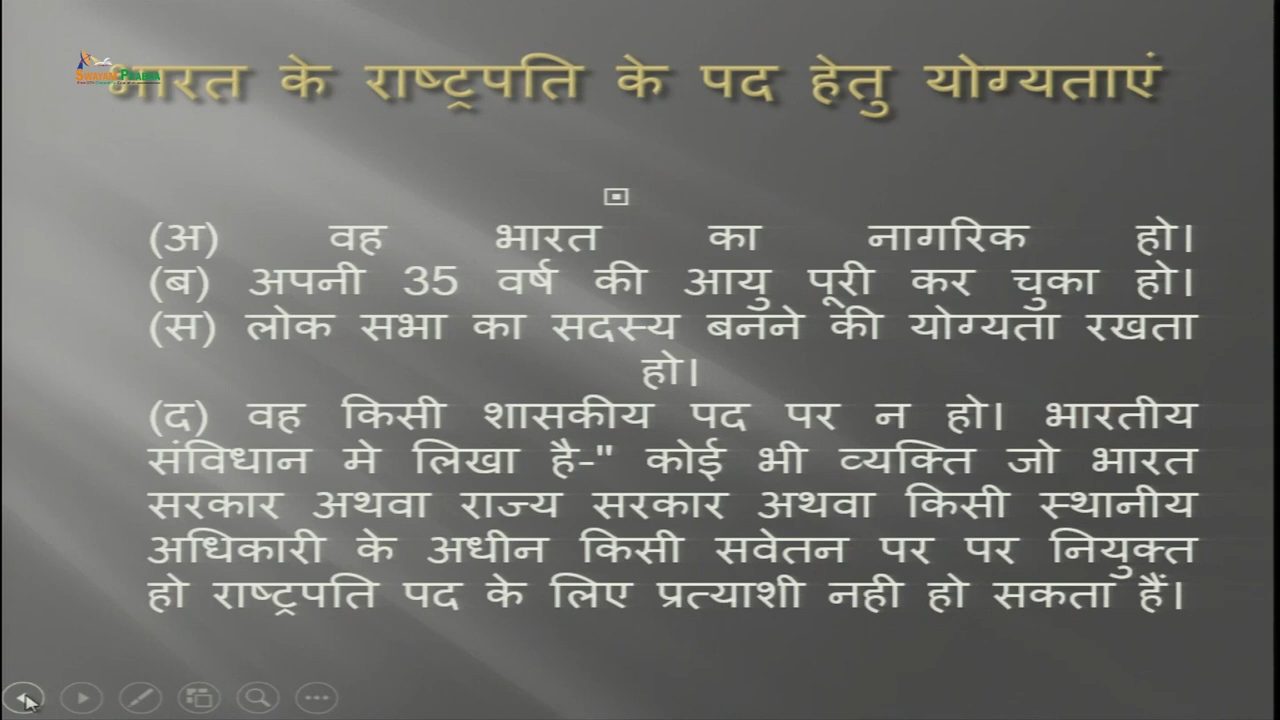 SWAYAM PRABHA
भारत के राष्ट्रपति के पद हेतु योग्यताएं
(अ) वह भारत का नागरिक हो।
(ब) अपनी 35 वर्ष की आयु पूरी कर चुका हो।
(स) लोक सभा का सदस्य बनने की योग्यता रखता
हो।
(द) वह किसी शासकीय पद पर न हो। भारतीय
संविधान मे लिखा है-" कोई भी व्यक्ति जो भारत
सरकार अथवा राज्य सरकार अथवा किसी स्थानीय
अधिकारी के अधीन किसी सवेतन पर पर नियुक्त
हो राष्ट्रपति पद के लिए प्रत्याशी नही हो सकता हैं।